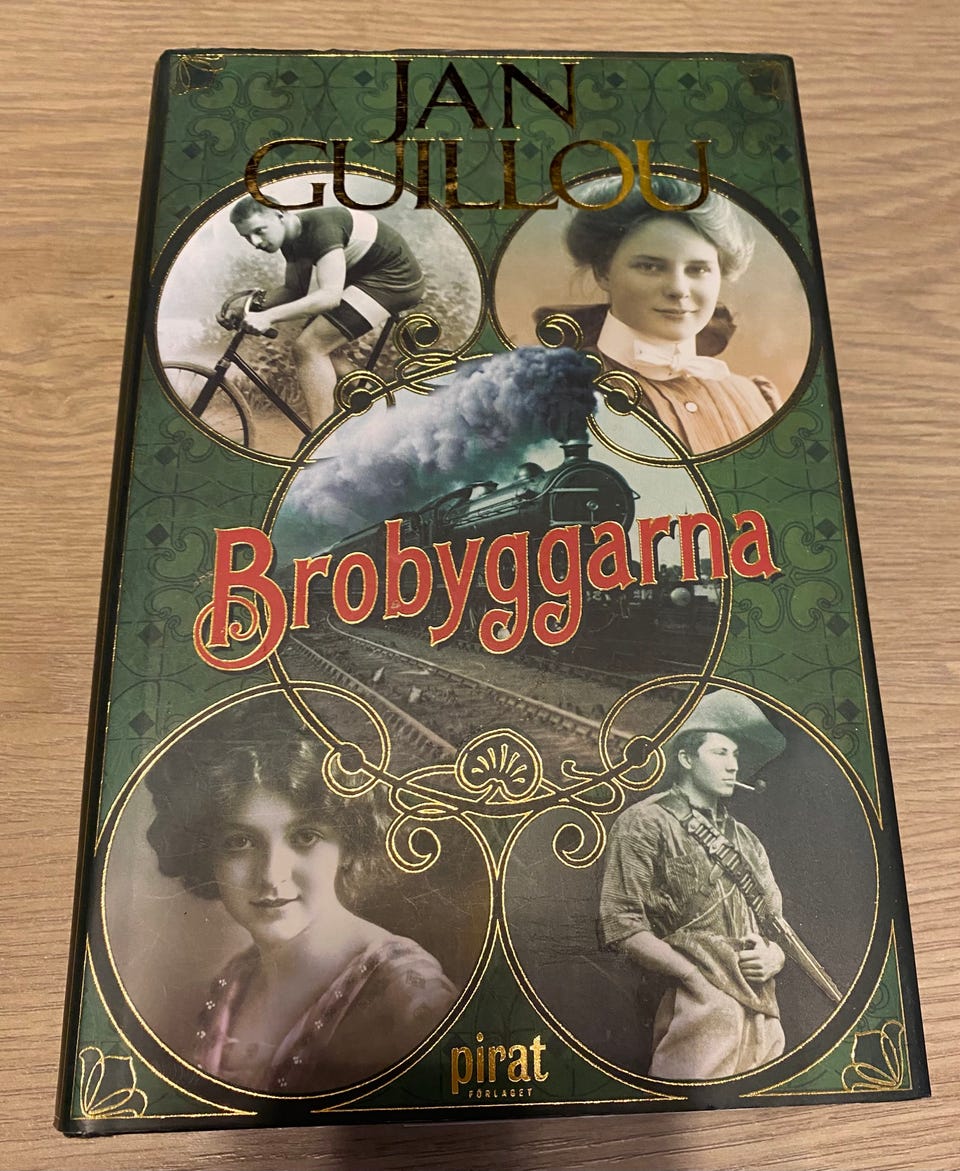 JAN
GUILLOU
Brobyggarna
pirat
FÖRLAGET